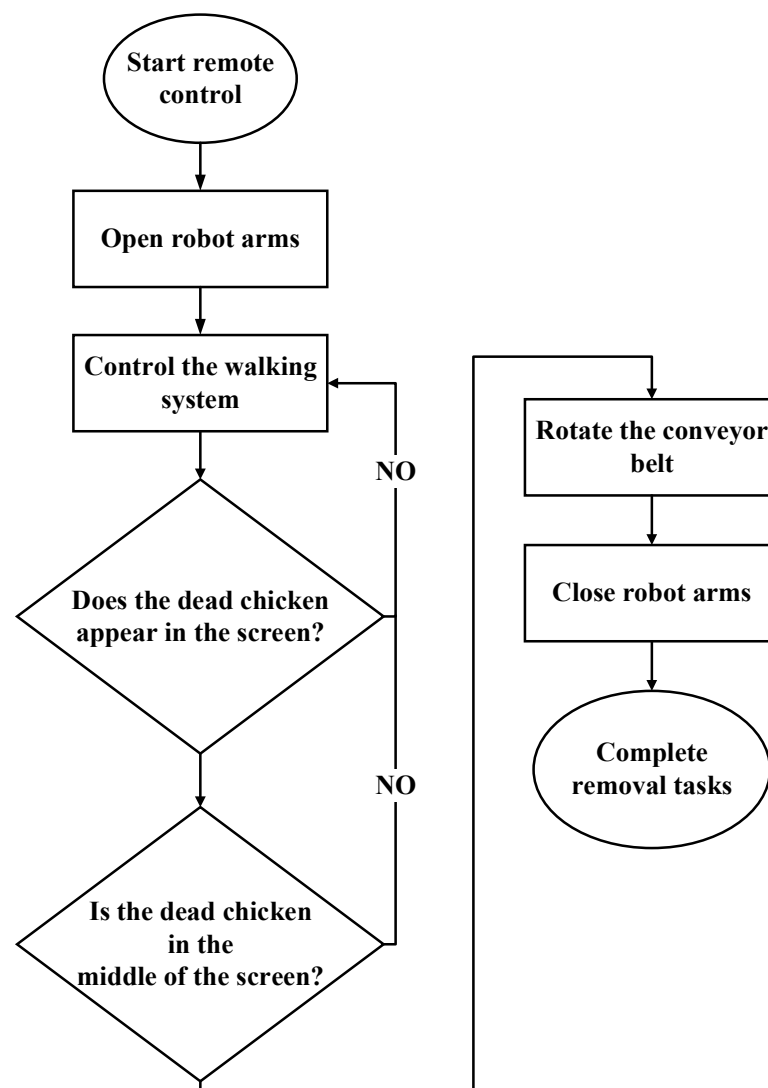 Start remote
control
Open robot arms
Control the walking
system
NO
Does the dead chicken
appear in the screen?
NO
Is the dead chicken
in the
middle of the screen?
Rotate the conveyor
belt
Close robot arms
Complete
removal tasks